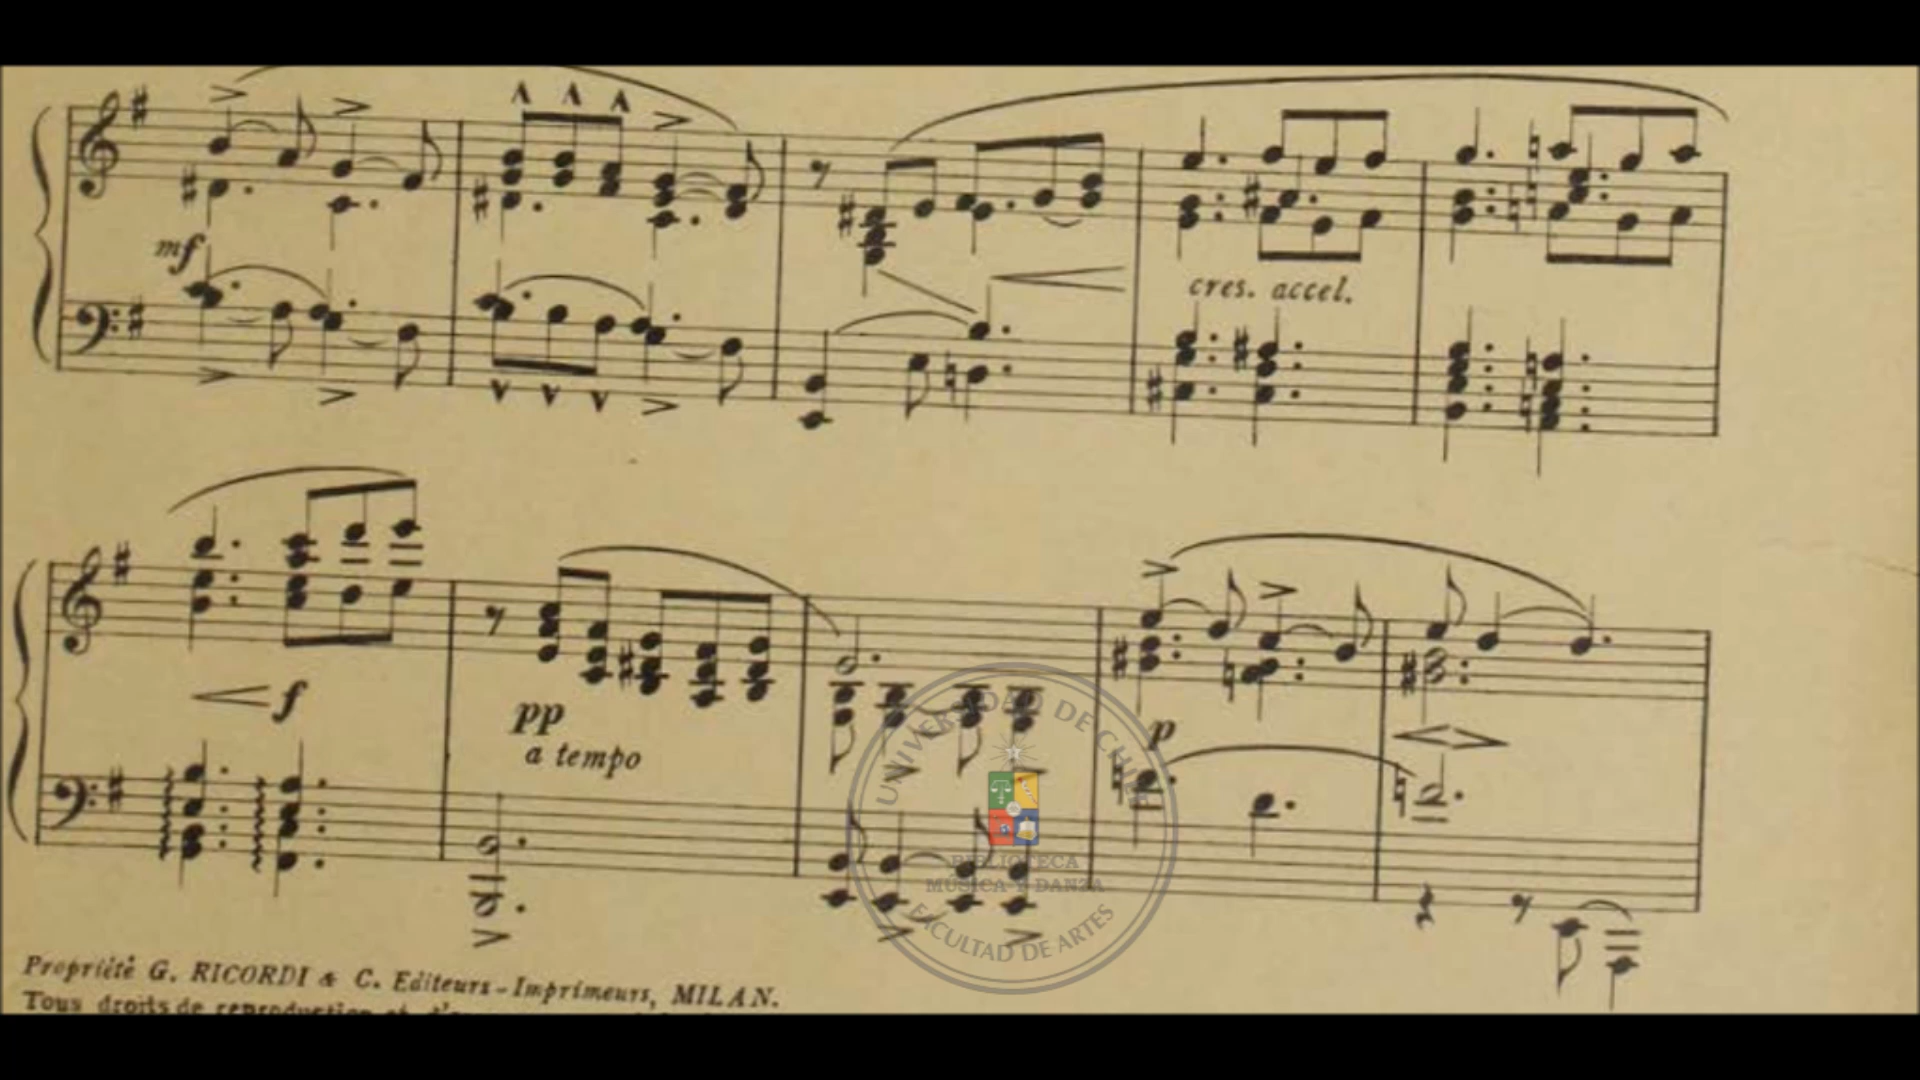 mf
cres. accel.
f
pp
a tempo
p
UNIVERSIDAD DE CHILE
BIBLIOTECA
MÚSICA Y DANZA
FACULTAD DE ARTES
Propriété G. RICORDI & C. Editeurs-Imprimeurs, MILAN.
Tous droits de reproduction